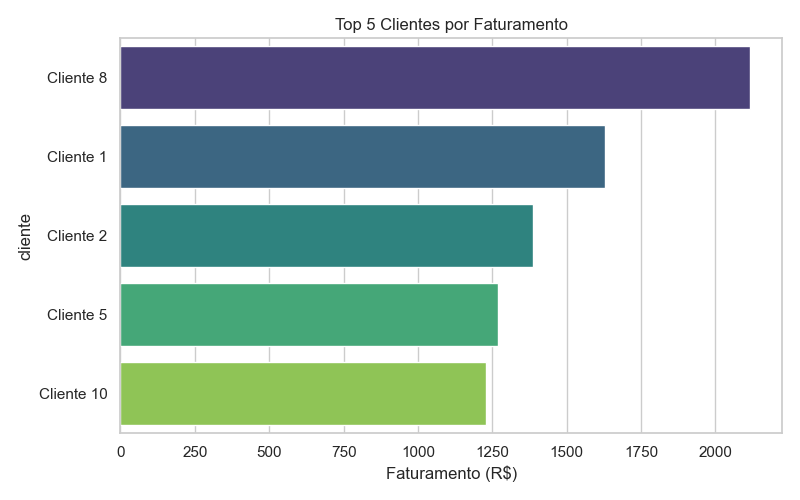 Top 5 Clientes por Faturamento
cliente
Cliente 8
Cliente 1
Cliente 2
Cliente 5
Cliente 10
0 250 500 750 1000 1250 1500 1750 2000
Faturamento (R$)